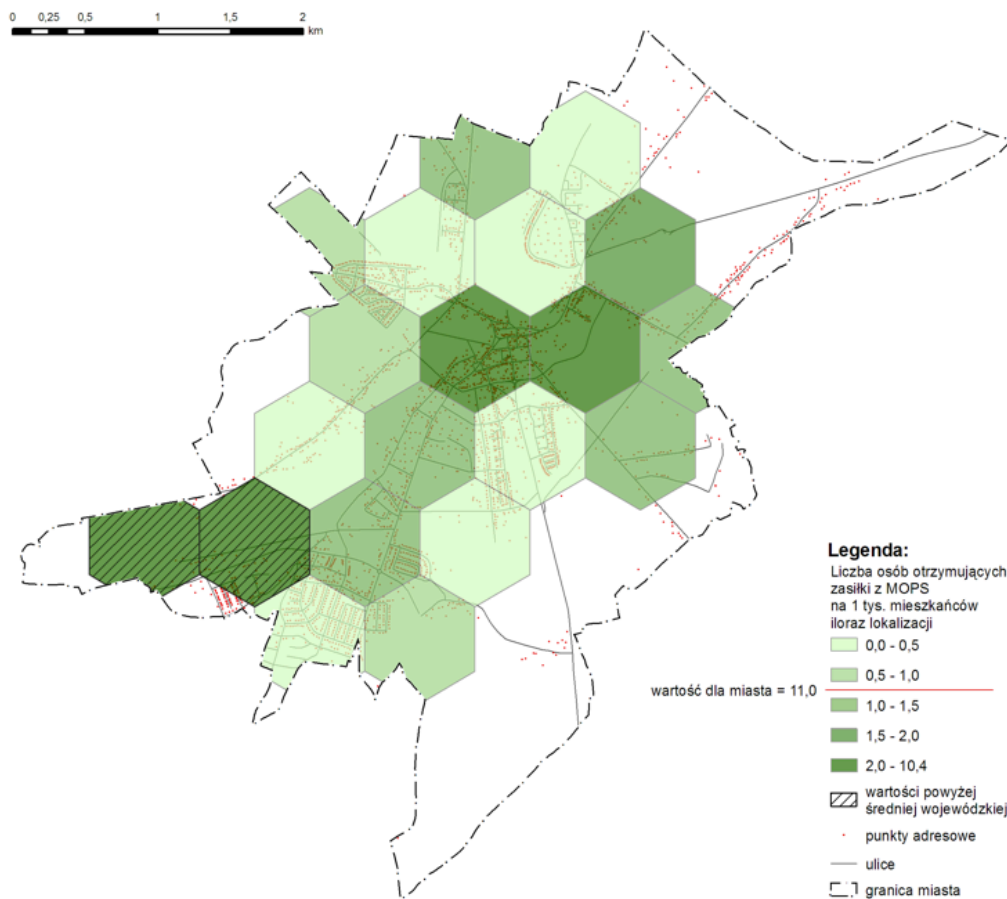 0 0,25 0,5 1 1,5 2
km
Legenda:
Liczba osób otrzymujących
zasiłki z MOPS
na 1 tys. mieszkańców
iloraz lokalizacji
0,0 - 0,5
0,5 - 1,0
wartość dla miasta = 11,0
1,0 - 1,5
1,5 - 2,0
2,0 - 10,4
wartości powyżej
średniej wojewódzkiej
punkty adresowe
ulice
granica miasta